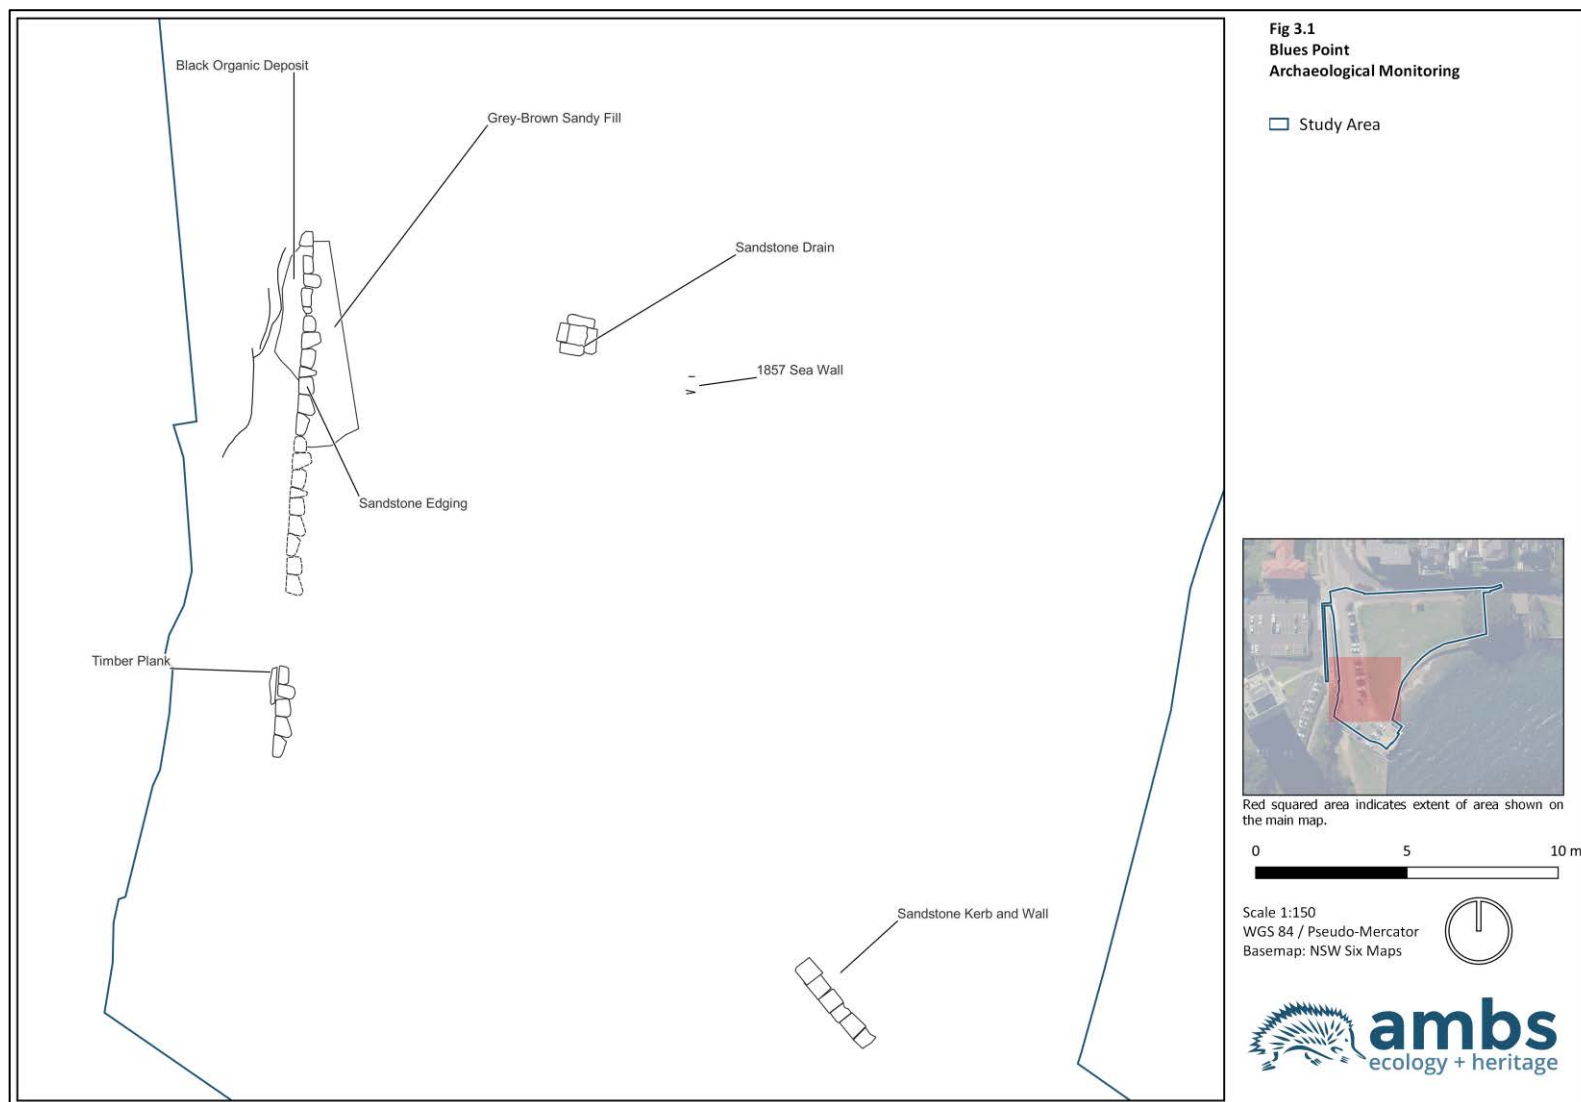 Fig 3.1
Blues Point
Archaeological Monitoring
Study Area
Black Organic Deposit
Grey-Brown Sandy Fill
Sandstone Drain
1857 Sea Wall
Sandstone Edging
Timber Plank
Sandstone Kerb and Wall
Red squared area indicates extent of area shown on
the main map.
0 5 10 m
Scale 1:150
WGS 84 / Pseudo-Mercator
Basemap: NSW Six Maps
ambs
ecology + heritage